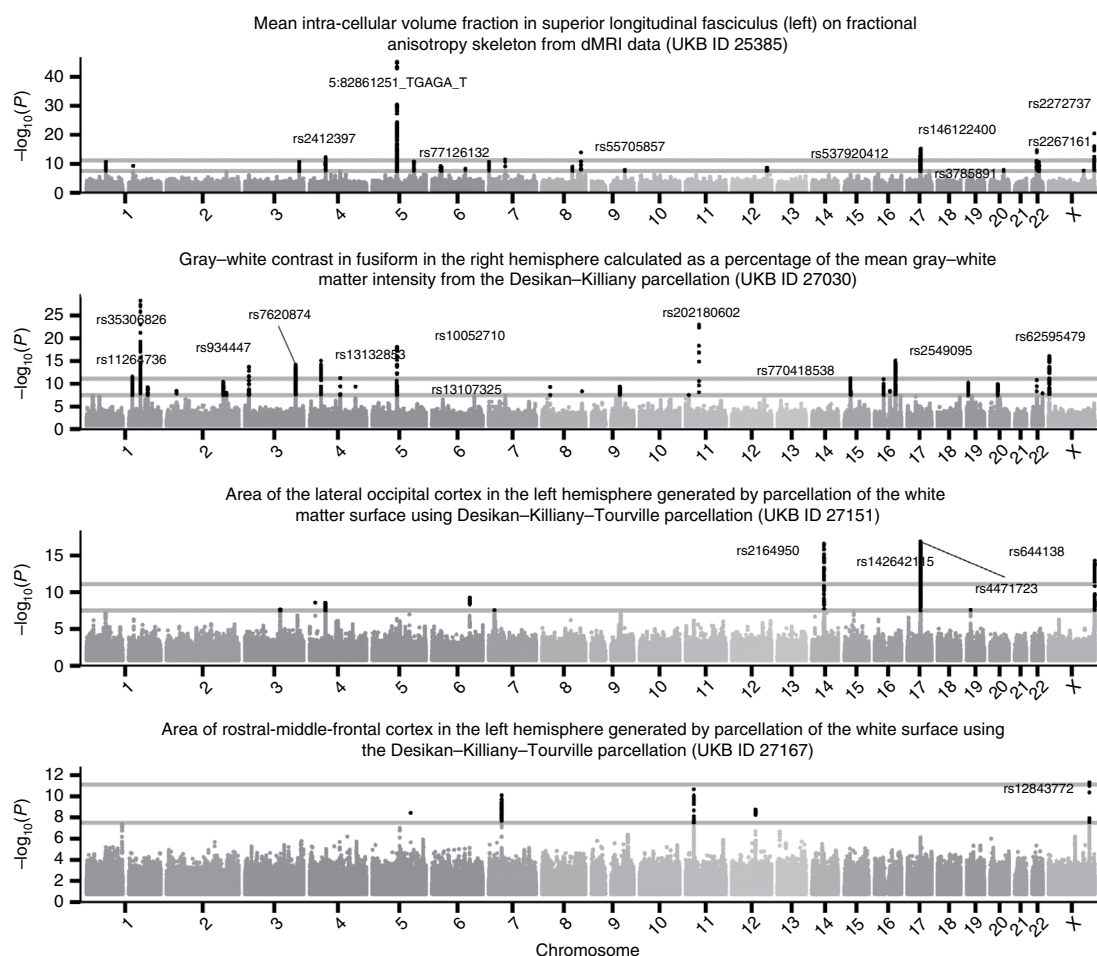 Mean intra-cellular volume fraction in superior longitudinal fasciculus (left) on fractional
anisotropy skeleton from dMRI data (UKB ID 25385)
–log10(P)
40
30
20
10
0
5:82861251_TGAGA_T
rs2412397
rs77126132
rs55705857
rs537920412
rs146122400
rs3785891
rs2272737
rs2267161
1 2 3 4 5 6 7 8 9 10 11 12 13 14 15 16 17 18 19 20 21 22 X
Gray–white contrast in fusiform in the right hemisphere calculated as a percentage of the mean gray–white
matter intensity from the Desikan–Killiany parcellation (UKB ID 27030)
–log10(P)
25
20
15
10
5
0
rs35306826
rs11264736
rs934447
rs7620874
rs13132853
rs10052710
rs13107325
rs202180602
rs770418538
rs2549095
rs62595479
1 2 3 4 5 6 7 8 9 10 11 12 13 14 15 16 17 18 19 20 21 22 X
Area of the lateral occipital cortex in the left hemisphere generated by parcellation of the white
matter surface using Desikan–Killiany–Tourville parcellation (UKB ID 27151)
–log10(P)
15
10
5
0
rs2164950
rs142642115
rs4471723
rs644138
1 2 3 4 5 6 7 8 9 10 11 12 13 14 15 16 17 18 19 20 21 22 X
Area of rostral-middle-frontal cortex in the left hemisphere generated by parcellation of the white surface using
the Desikan–Killiany–Tourville parcellation (UKB ID 27167)
–log10(P)
12
10
8
6
4
2
0
rs12843772
1 2 3 4 5 6 7 8 9 10 11 12 13 14 15 16 17 18 19 20 21 22 X
Chromosome